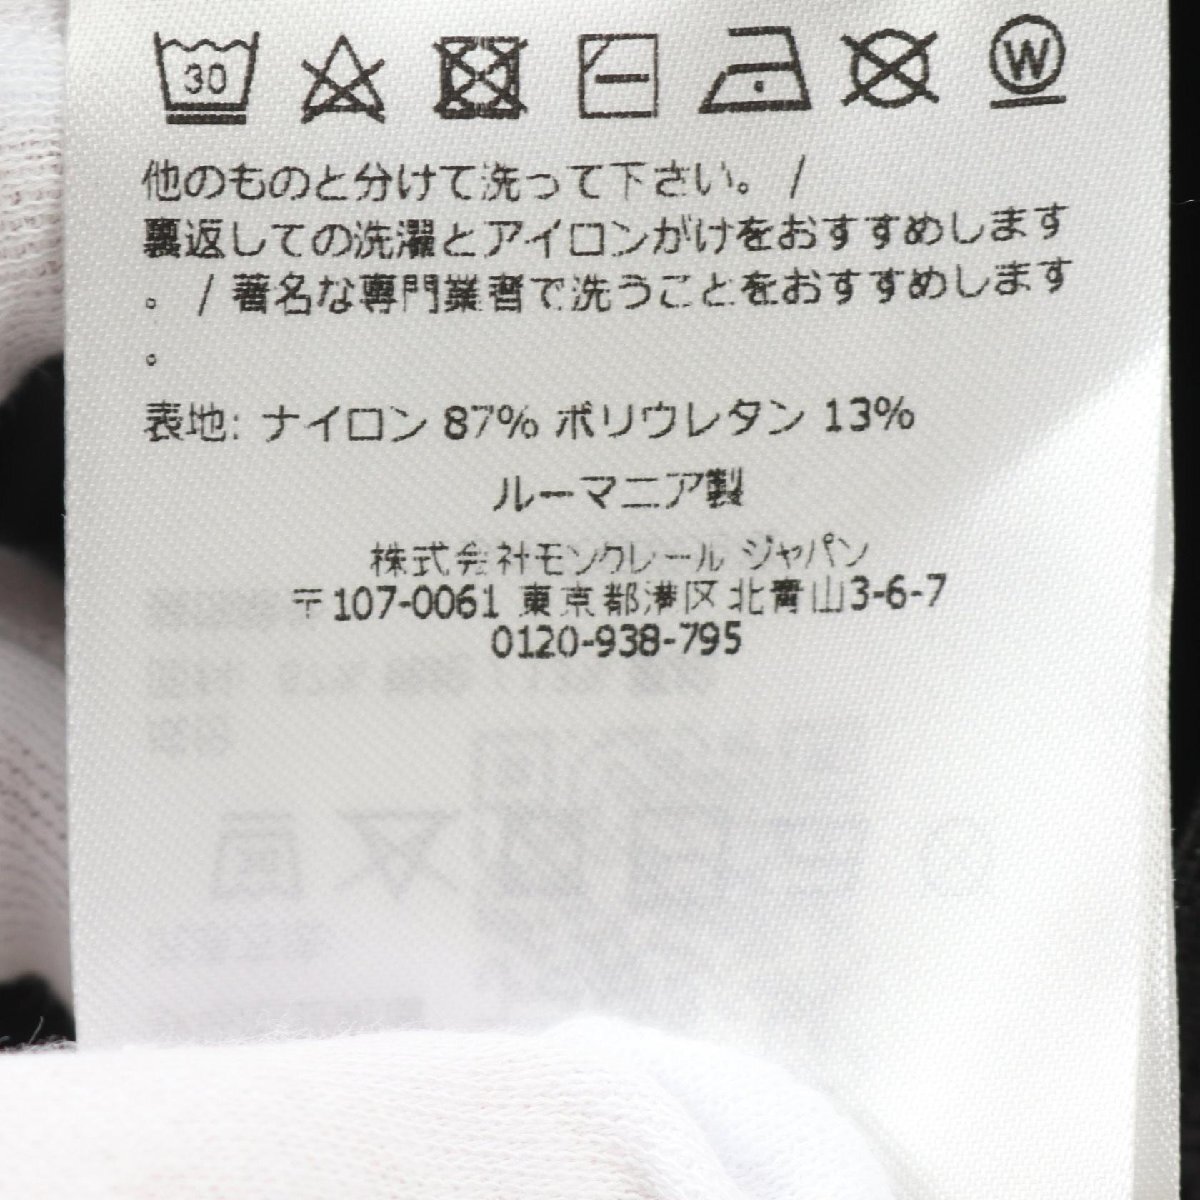 30 W
他のものと分けて洗って下さい。 /
裏返しての洗濯とアイロンがけをおすすめします
。 / 著名な専門業者で洗うことをおすすめします
。
表地: ナイロン 87% ポリウレタン 13%
ルーマニア製
株式会社モンクレール ジャパン
〒107-0061 東京都港区北青山3-6-7
0120-938-795